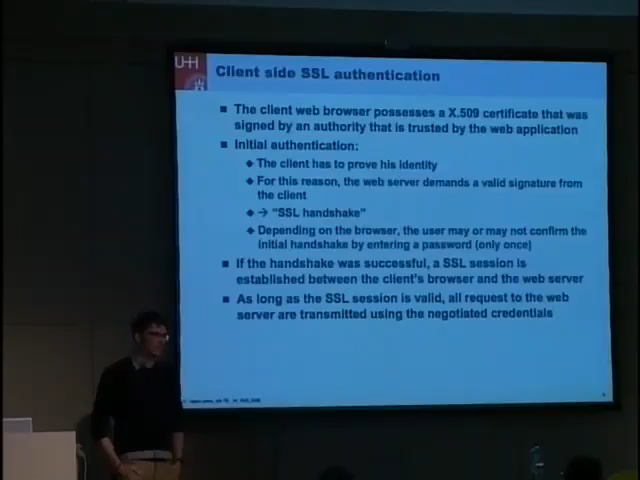 UHH
Client side SSL authentication
The client web browser possesses a X.509 certificate that was
signed by an authority that is trusted by the web application
Initial authentication:
The client has to prove his identity
For this reason, the web server demands a valid signature from
the client
→ "SSL handshake"
Depending on the browser, the user may or may not confirm the
initial handshake by entering a password (only once)
If the handshake was successful, a SSL session is
established between the client's browser and the web server
As long as the SSL session is valid, all request to the web
server are transmitted using the negotiated credentials